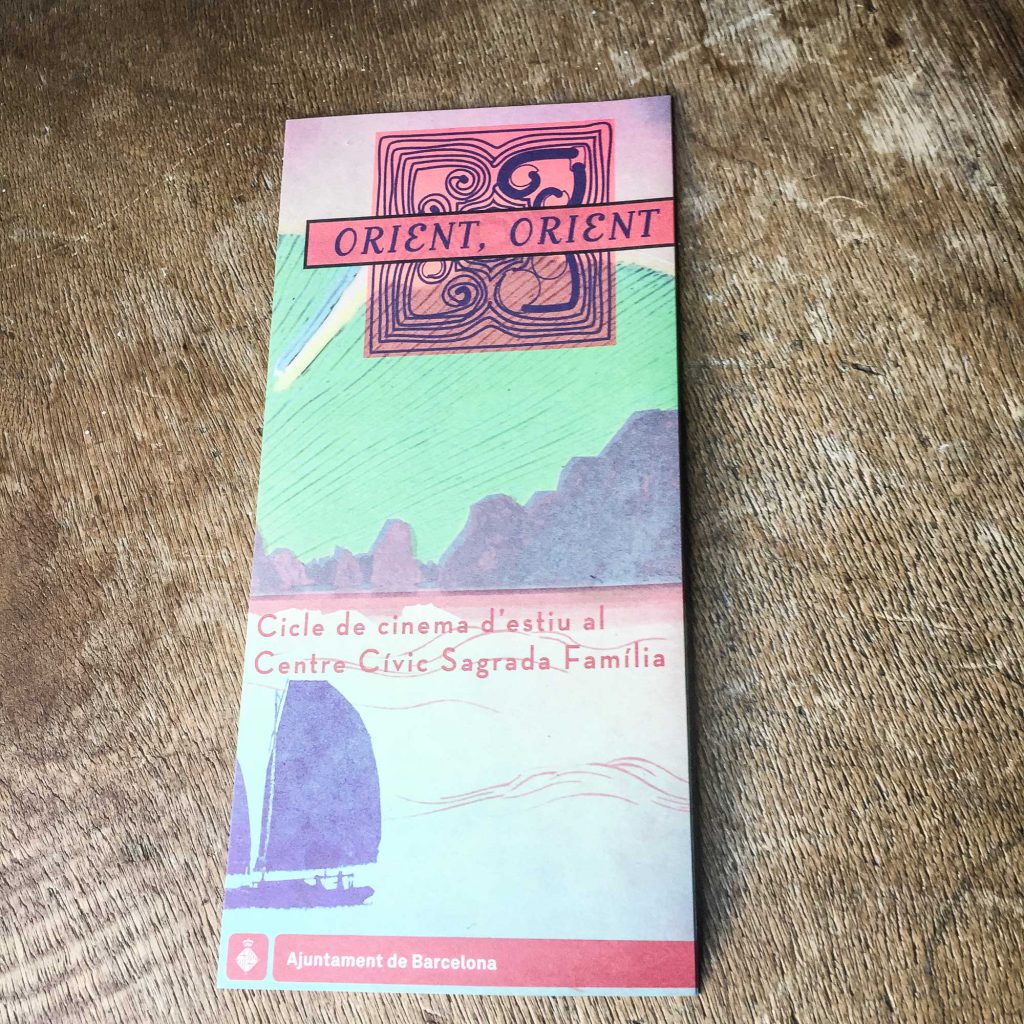 ORIENT, ORIENT
Cicle de cinema d'estiu al
Centre Cívic Sagrada Família
Ajuntament de Barcelona